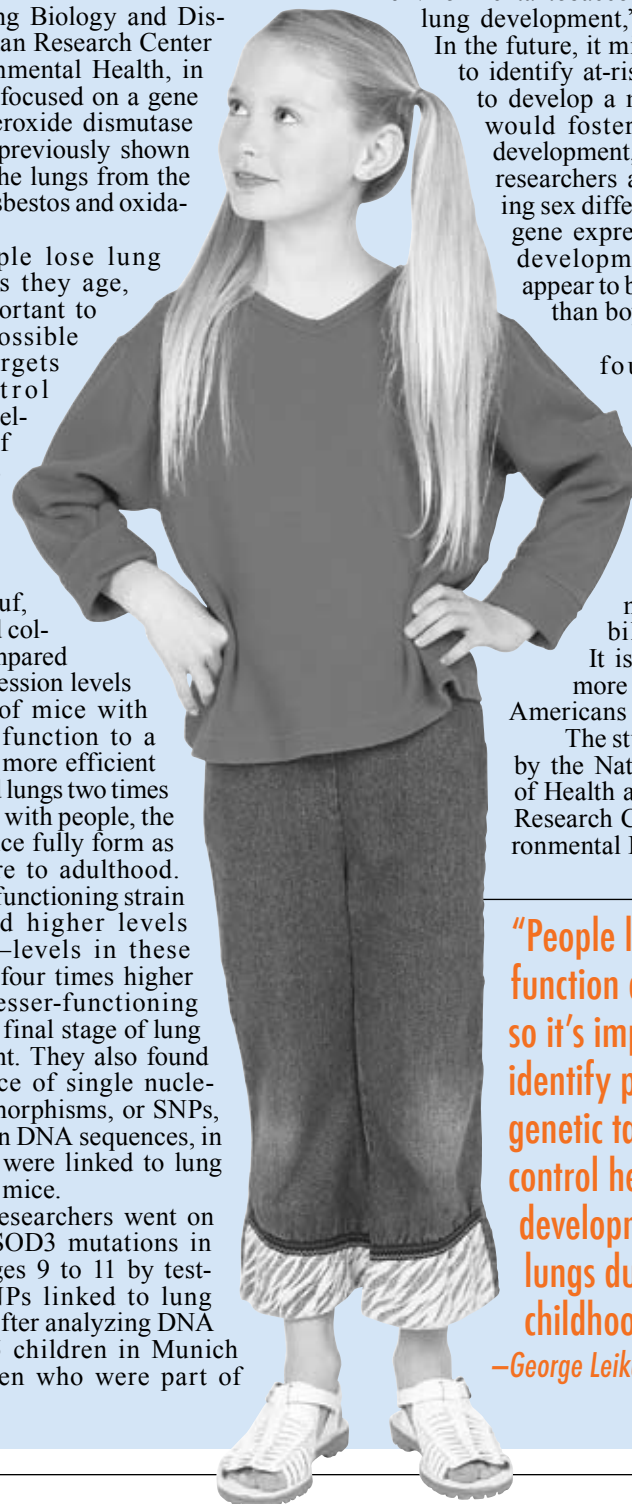 ng Biology and Dis-
an Research Center
nmental Health, in
focused on a gene
eroxide dismutase
previously shown
he lungs from the
sbestos and oxida-
ple lose lung
s they age,
ortant to
ossible
rgets
trol
el-
f
uf,
l col-
mpared
ession levels
of mice with
function to a
more efficient
d lungs two times
with people, the
ce fully form as
re to adulthood.
functioning strain
d higher levels
–levels in these
four times higher
esser-functioning
final stage of lung
nt. They also found
ce of single nucle-
morphisms, or SNPs,
n DNA sequences, in
were linked to lung
mice.
esearchers went on
SOD3 mutations in
ges 9 to 11 by test-
NPs linked to lung
fter analyzing DNA
children in Munich
en who were part of
lung development,”
In the future, it mi
to identify at-ris
to develop a m
would foster
development,
researchers a
ing sex differ
gene expre
developm
appear to b
than bo
fou
bil
It is
more
Americans
The stu
by the Nat
of Health a
Research C
ronmental
“People l
function
so it’s imp
identify p
genetic ta
control he
developm
lungs du
childhoo
–George Leik